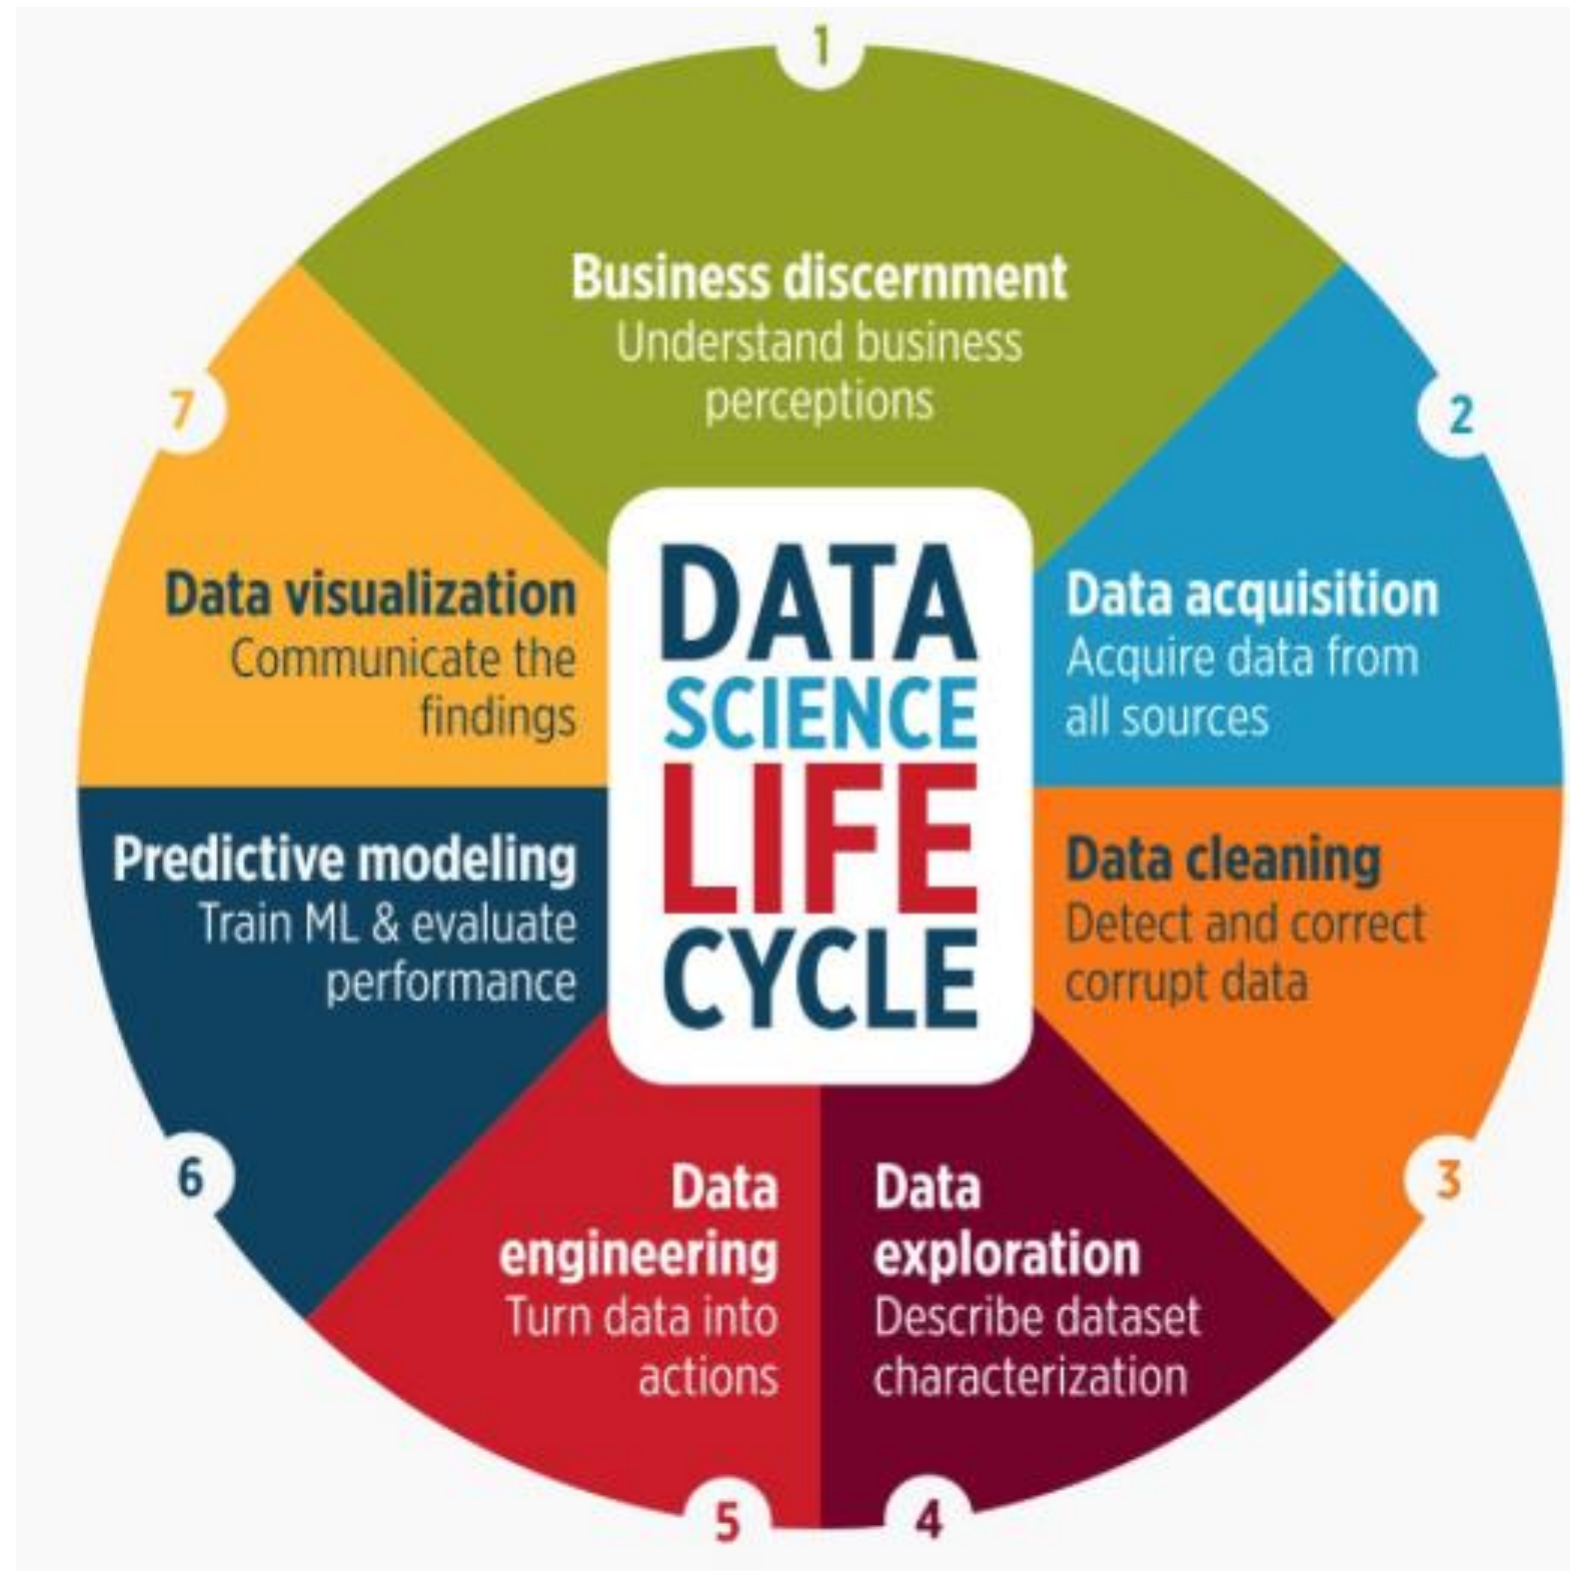 1
Business discernment
Understand business
perceptions
2
Data acquisition
Acquire data from
all sources
3
Data cleaning
Detect and correct
corrupt data
4
Data
exploration
Describe dataset
characterization
5
Data
engineering
Turn data into
actions
6
Predictive modeling
Train ML & evaluate
performance
7
Data visualization
Communicate the
findings
DATA
SCIENCE
LIFE
CYCLE